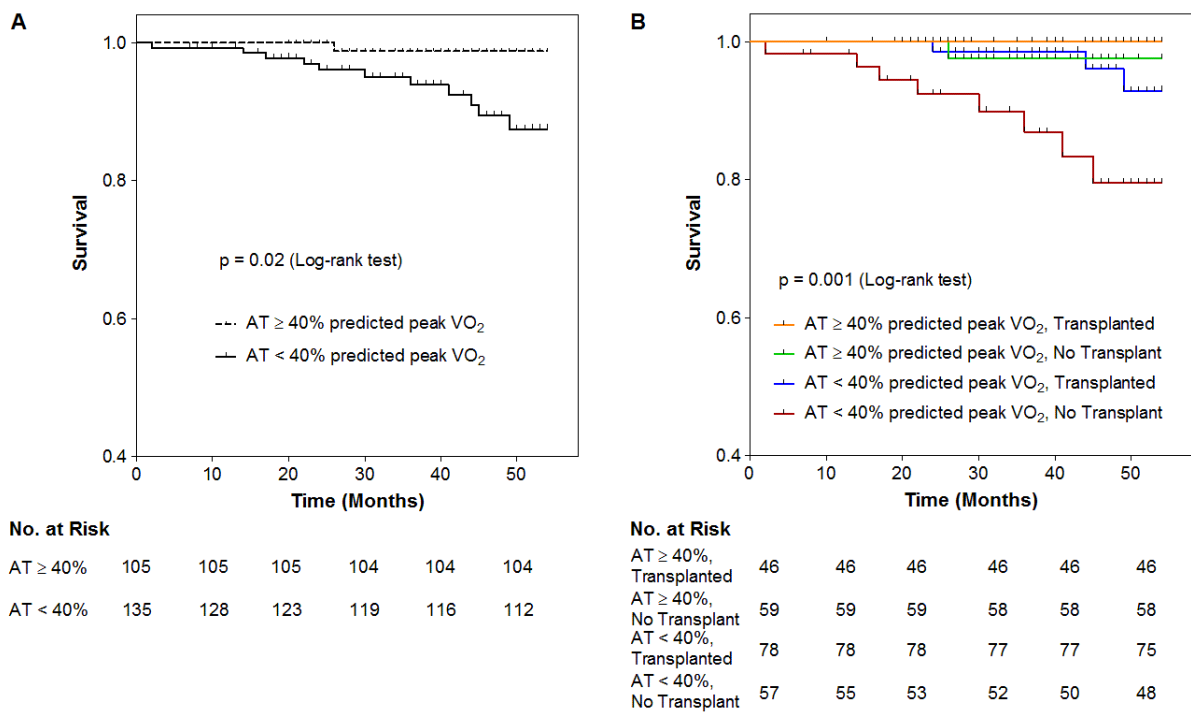 A
1.0
0.8
0.6
0.4
Survival
p = 0.02 (Log-rank test)
AT ≥ 40% predicted peak VO2
AT < 40% predicted peak VO2
0 10 20 30 40 50
Time (Months)
No. at Risk
AT ≥ 40% 105 105 105 104 104 104
AT < 40% 135 128 123 119 116 112
B
1.0
0.8
0.6
0.4
Survival
p = 0.001 (Log-rank test)
AT ≥ 40% predicted peak VO2, Transplanted
AT ≥ 40% predicted peak VO2, No Transplant
AT < 40% predicted peak VO2, Transplanted
AT < 40% predicted peak VO2, No Transplant
0 10 20 30 40 50
Time (Months)
No. at Risk
AT ≥ 40%,
Transplanted 46 46 46 46 46 46
AT ≥ 40%,
No Transplant 59 59 59 58 58 58
AT < 40%,
Transplanted 78 78 78 77 77 75
AT < 40%,
No Transplant 57 55 53 52 50 48